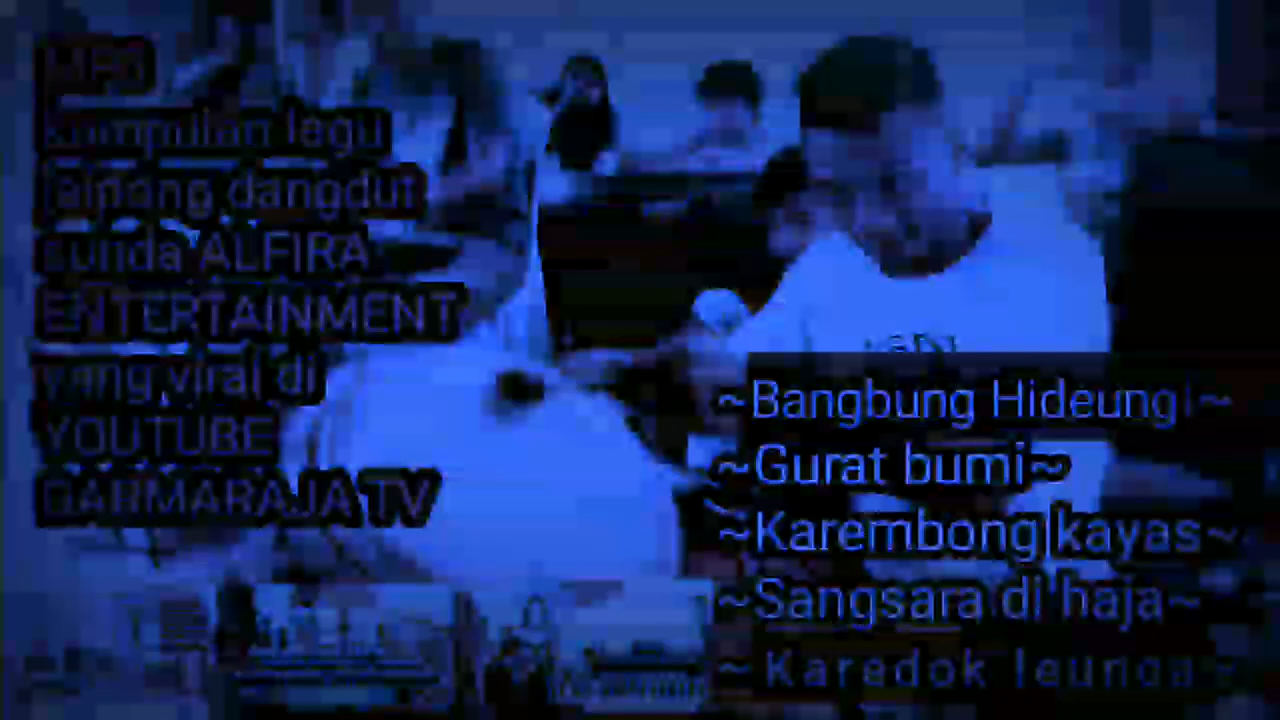 MP3
kumpulan lagu
jaipong dangdut
sunda ALFIRA
ENTERTAINMENT
yang viral di
YOUTUBE
DARMARAJA TV
~Bangbung Hideung~
~Gurat bumi~
~Karembong kayas~
~Sangsara di haja~
~Karedok leunca~